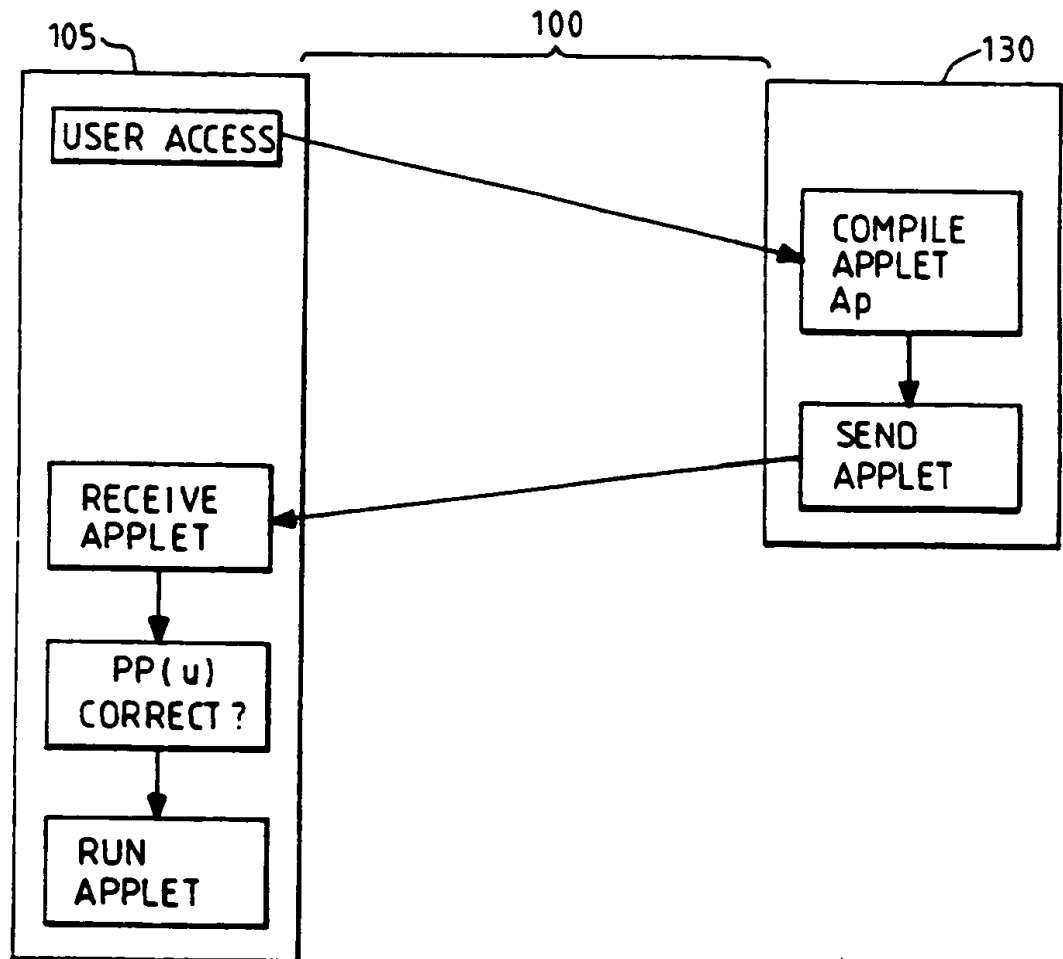 105
100
130
USER ACCESS
COMPILE
APPLET
Ap
SEND
APPLET
RECEIVE
APPLET
PP(u)
CORRECT?
RUN
APPLET